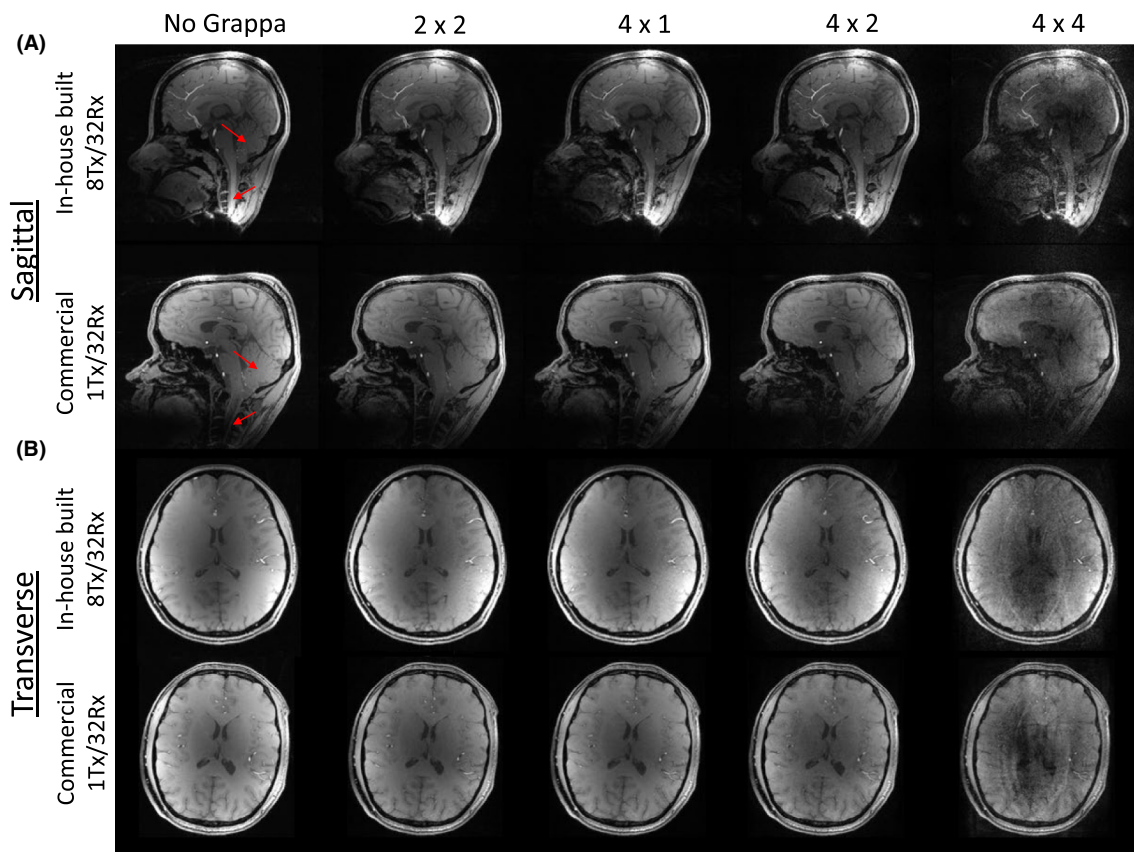 No Grappa
2 x 2
4 x 1
4 x 2
4 x 4
(A)
Sagittal
In-house built
8Tx/32Rx
Commercial
1Tx/32Rx
(B)
Transverse
In-house built
8Tx/32Rx
Commercial
1Tx/32Rx